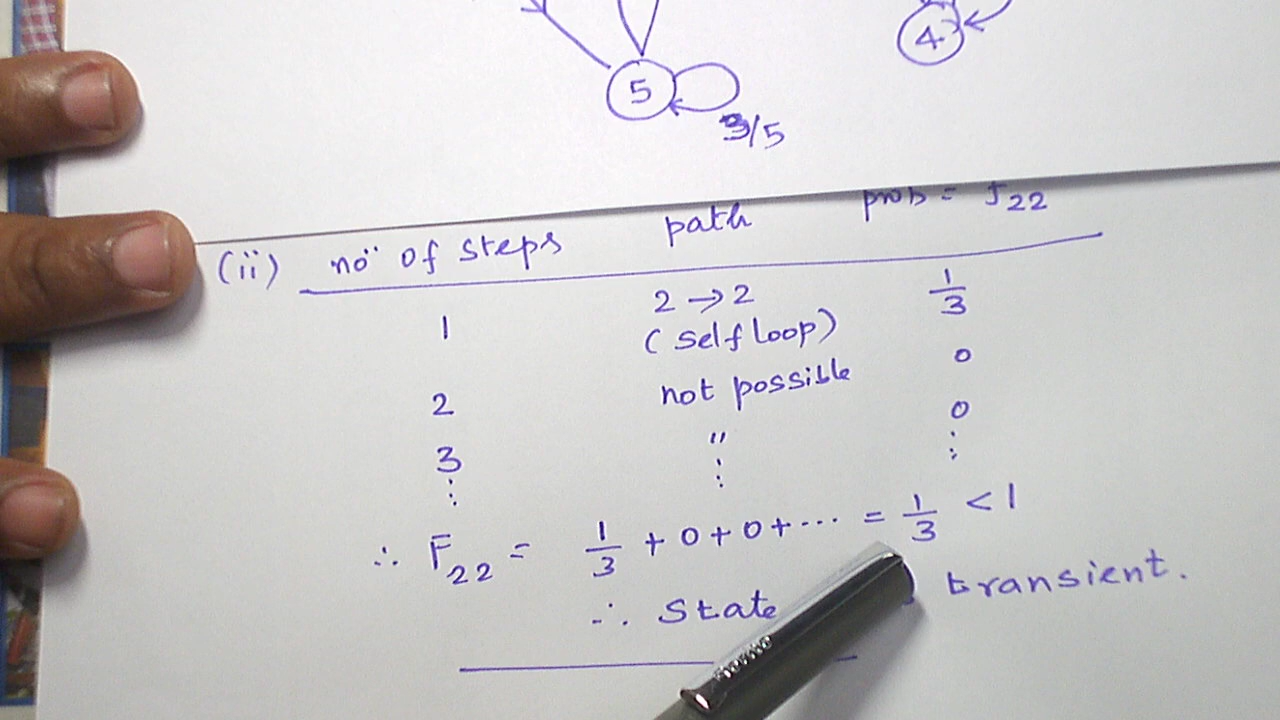 4
5
3/5
(ii) no of steps path prob = f22
1 2 → 2 1/3
(self loop)
2 not possible 0
3 " 0
⋮ ⋮ ⋮
∴ F22 = 1/3 + 0 + 0 + ... = 1/3 < 1
∴ State transient.